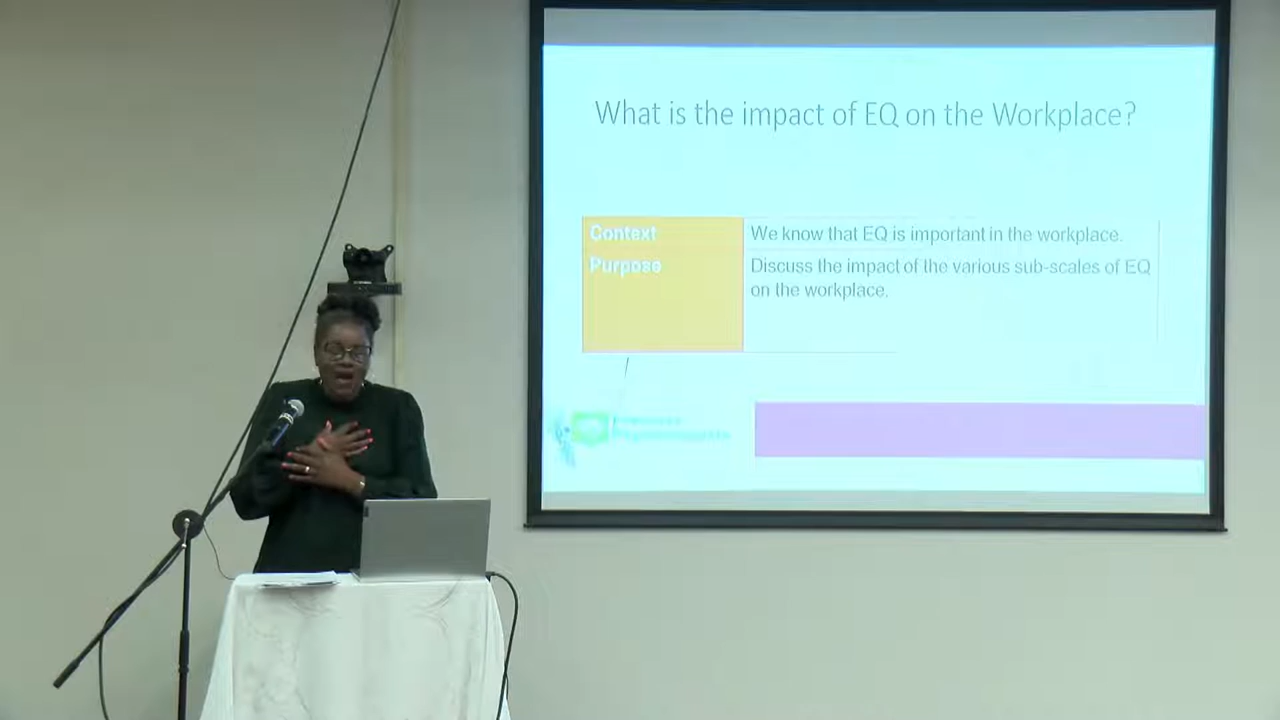 What is the impact of EQ on the Workplace?
Context
We know that EQ is important in the workplace.
Purpose
Discuss the impact of the various sub-scales of EQ
on the workplace.